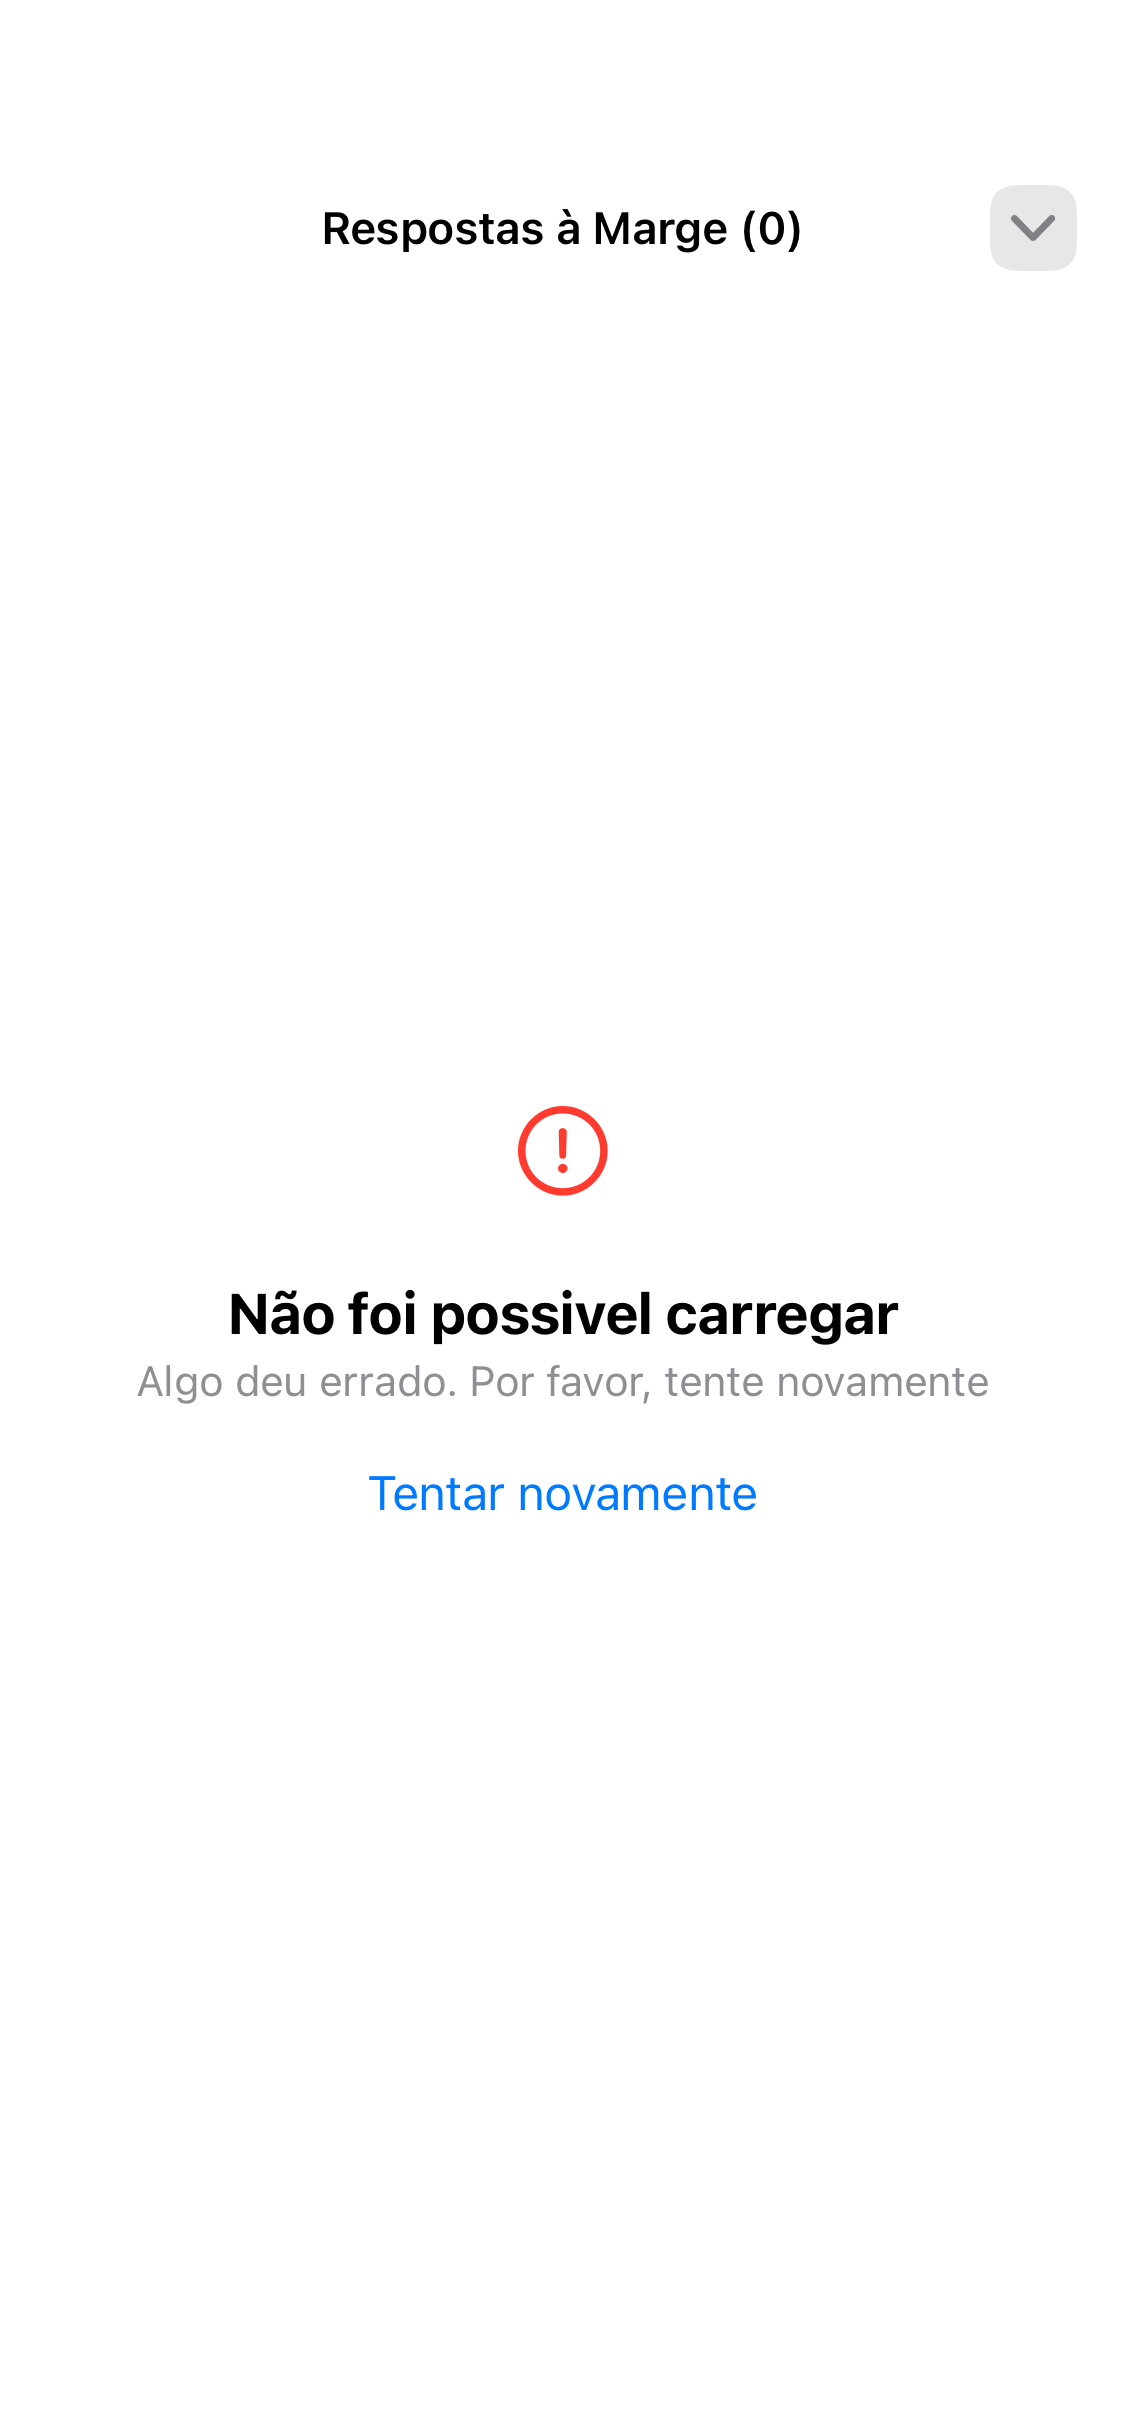 Respostas à Marge (0)
Não foi possivel carregar
Algo deu errado. Por favor, tente novamente
Tentar novamente